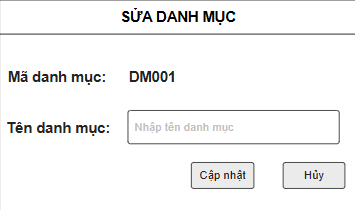 SỬA DANH MỤC
Mã danh mục: DM001
Tên danh mục: Nhập tên danh mục
Cập nhật Hủy